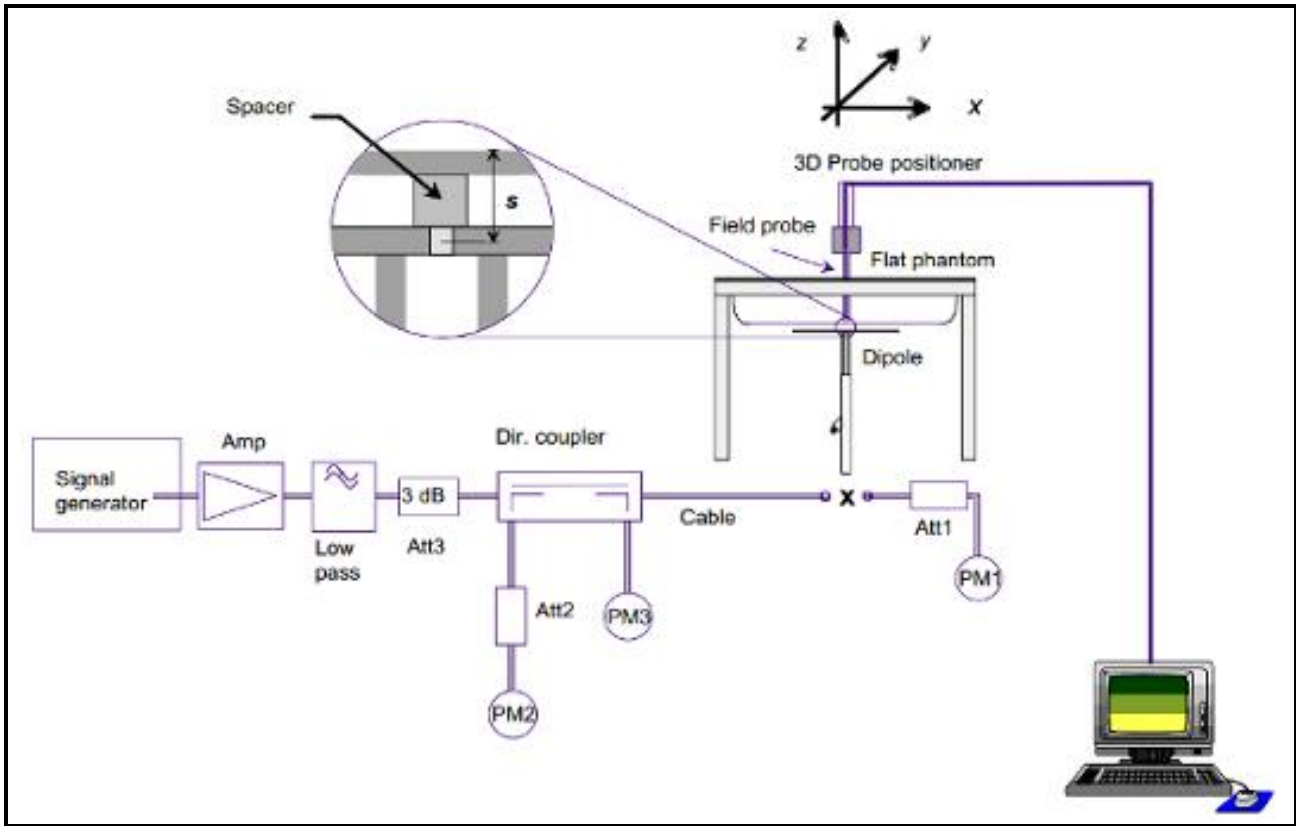 z
y
x
Spacer
s
3D Probe positioner
Field probe
Flat phantom
Dipole
Signal
generator
Amp
Low
pass
3 dB
Att3
Dir. coupler
Att2
PM2
PM3
Cable
x
Att1
PM1